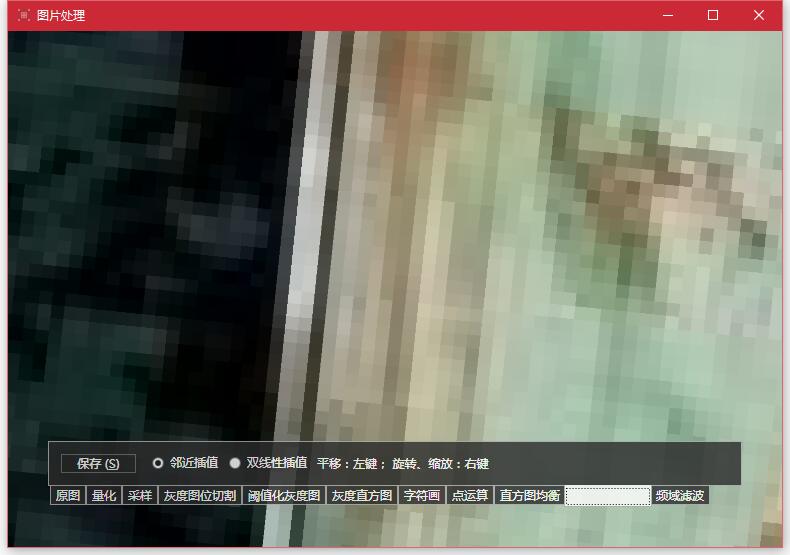 图片处理
保存 (S) 邻近插值 双线性插值 平移：左键； 旋转、缩放：右键
原图 量化 采样 灰度图位切割 阈值化灰度图 灰度直方图 字符画 点运算 直方图均衡 频域滤波